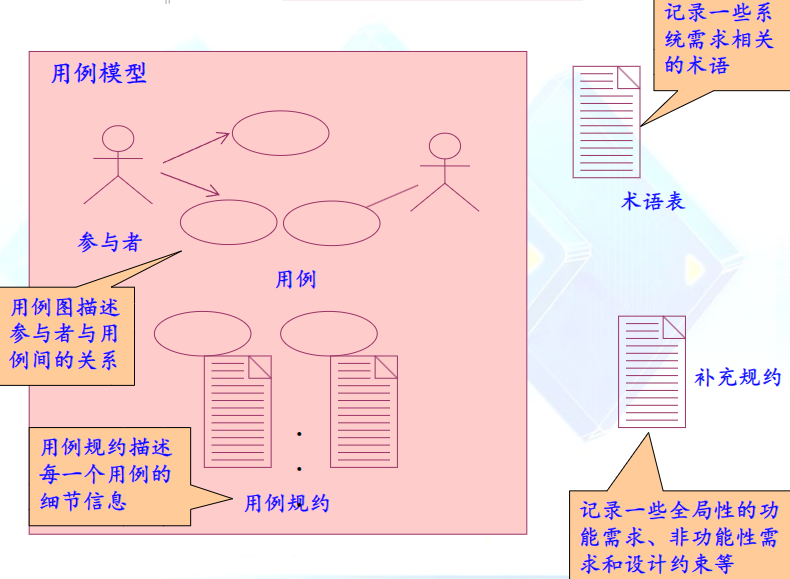 记录一些系
统需求相关
的术语
用例模型
术语表
参与者
用例
用例图描述
参与者与用
例间的关系
补充规约
用例规约描述
每一个用例的
细节信息
用例规约
记录一些全局性的功
能需求、非功能性需
求和设计约束等